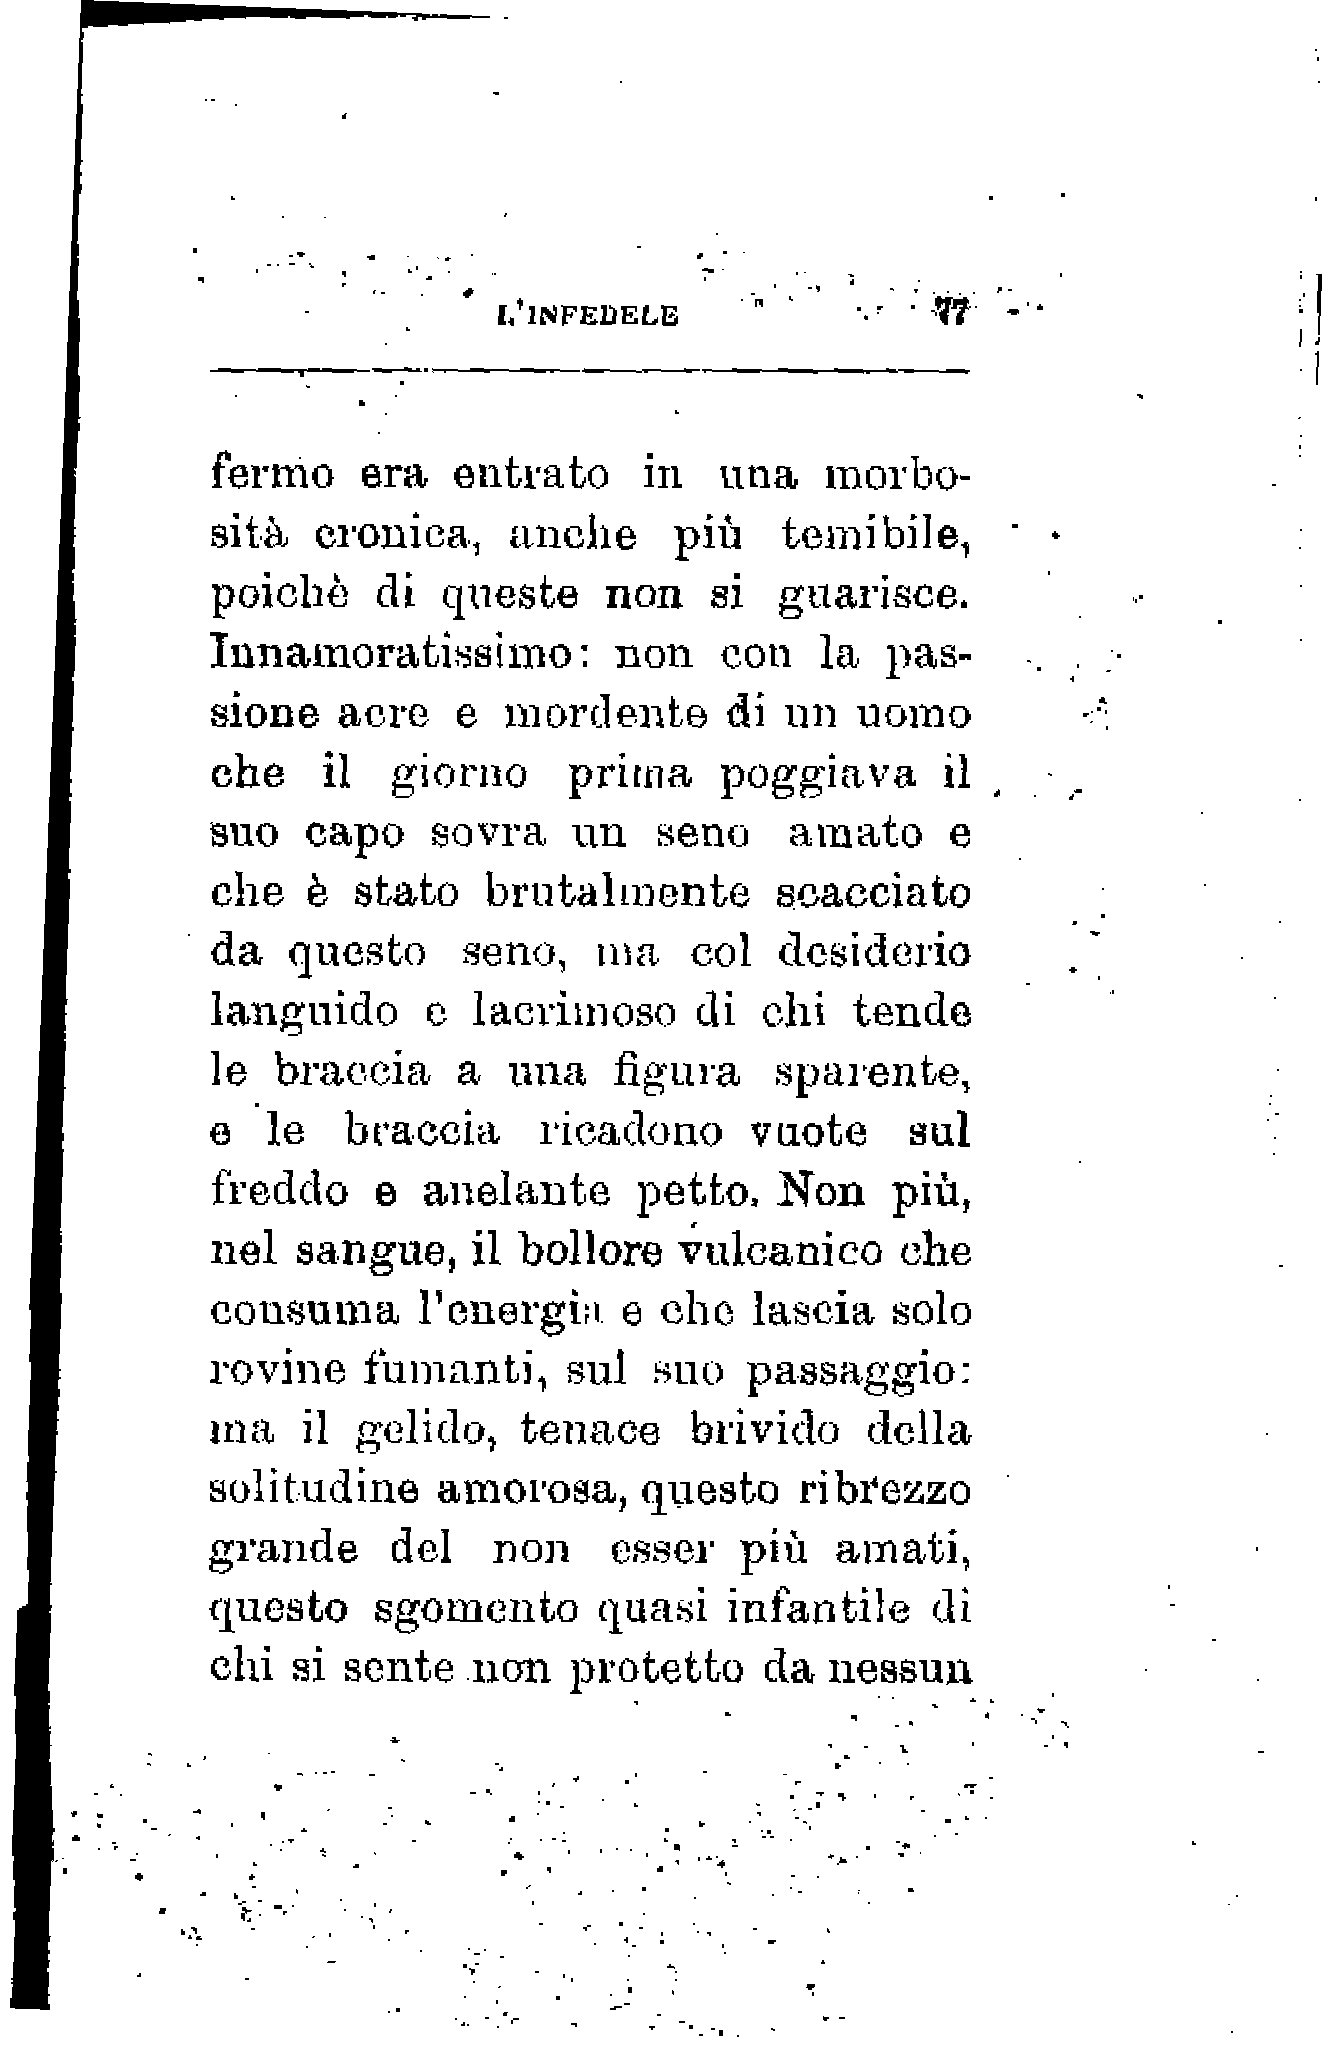 L'INFEDELE 77
fermo era entrato in una morbo-
sità cronica, anche più temibile,
poichè di queste non si guarisce.
Innamoratissimo: non con la pas-
sione acre e mordente di un uomo
che il giorno prima poggiava il
suo capo sovra un seno amato e
che è stato brutalmente scacciato
da questo seno, ma col desiderio
languido e lacrimoso di chi tende
le braccia a una figura sparente,
e le braccia ricadono vuote sul
freddo e anelante petto. Non più,
nel sangue, il bollore vulcanico che
consuma l'energia e che lascia solo
rovine fumanti, sul suo passaggio:
ma il gelido, tenace brivido della
solitudine amorosa, questo ribrezzo
grande del non esser più amati,
questo sgomento quasi infantile di
chi si sente non protetto da nessun